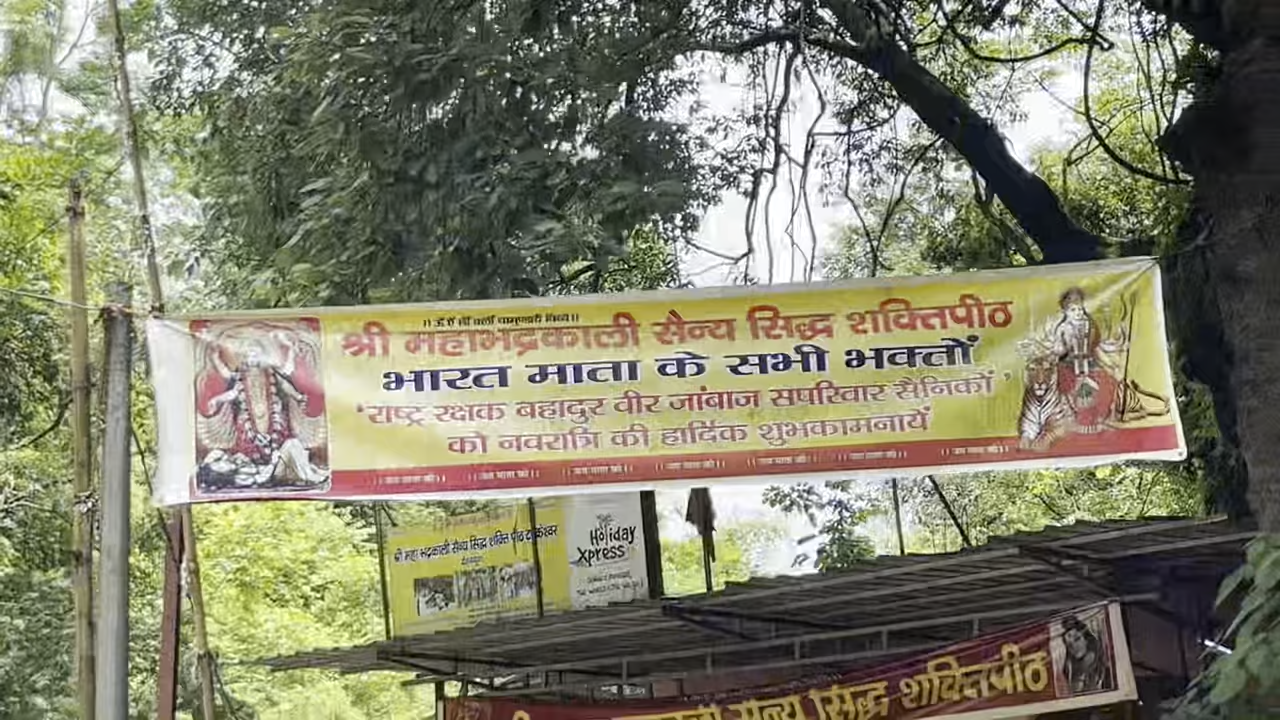 श्री महाभद्रकाली सैन्य सिद्ध शक्तिपीठ
भारत माता के सभी भक्तों
'राष्ट्र रक्षक बहादुर वीर जांबाज सपरिवार सैनिकों'
को नवरात्रि की हार्दिक शुभकामनायें
श्री महा भद्रकाली सैन्य सिद्ध शक्ति पीठ
Holiday
Xpress
सैन्य सिद्ध शक्तिपीठ